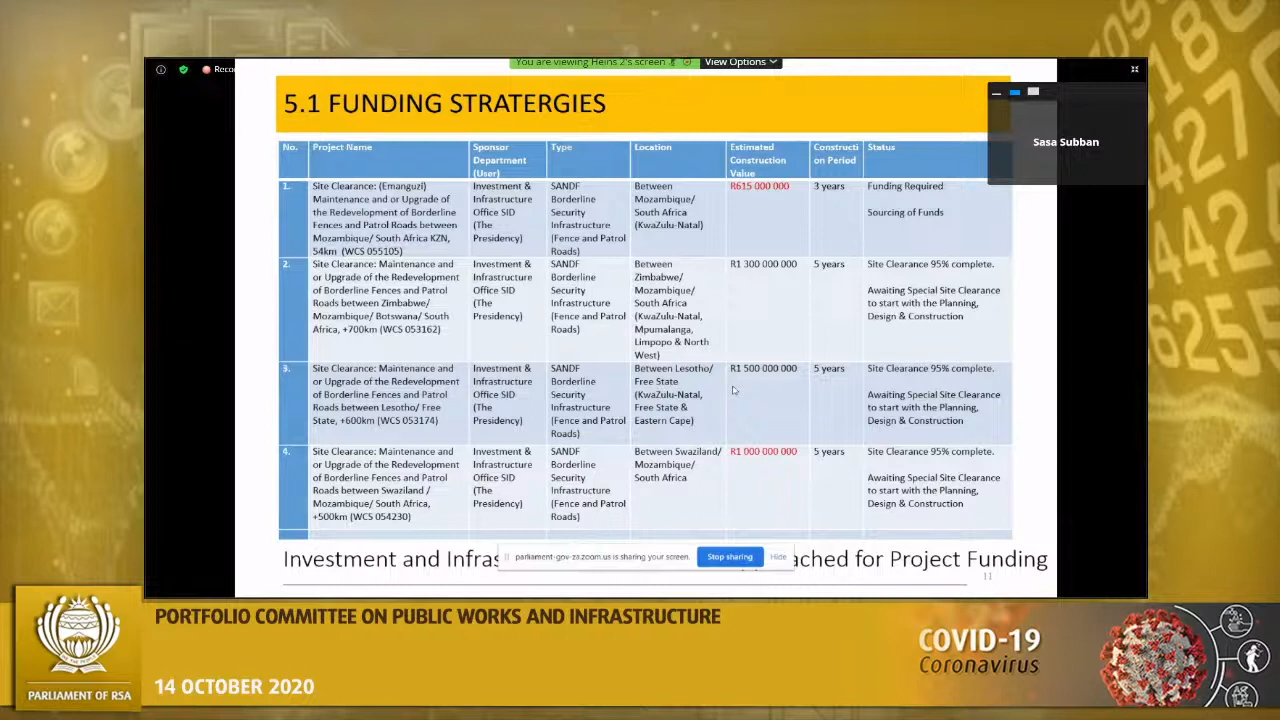 Reco
You are viewing Heins 2's screen
View Options
5.1 FUNDING STRATERGIES
Sasa Subban
No.
Project Name
Sponsor
Department
(User)
Type
Location
Estimated
Construction
Value
Constructi
on Period
Status
1.
Site Clearance: (Emanguzi)
Maintenance and or Upgrade of
the Redevelopment of Borderline
Fences and Patrol Roads between
Mozambique/ South Africa KZN,
54km (WCS 055105)
Investment &
Infrastructure
Office SID
(The
Presidency)
SANDF
Borderline
Security
Infrastructure
(Fence and Patrol
Roads)
Between
Mozambique/
South Africa
(KwaZulu-Natal)
R615 000 000
3 years
Funding Required
Sourcing of Funds
2.
Site Clearance: Maintenance and
or Upgrade of the Redevelopment
of Borderline Fences and Patrol
Roads between Zimbabwe/
Mozambique/ Botswana/ South
Africa, +700km (WCS 053162)
Investment &
Infrastructure
Office SID
(The
Presidency)
SANDF
Borderline
Security
Infrastructure
(Fence and Patrol
Roads)
Between
Zimbabwe/
Mozambique/
South Africa
(KwaZulu-Natal,
Mpumalanga,
Limpopo & North
West)
R1 300 000 000
5 years
Site Clearance 95% complete.
Awaiting Special Site Clearance
to start with the Planning,
Design & Construction
3.
Site Clearance: Maintenance and
or Upgrade of the Redevelopment
of Borderline Fences and Patrol
Roads between Lesotho/ Free
State, +600km (WCS 053174)
Investment &
Infrastructure
Office SID
(The
Presidency)
SANDF
Borderline
Security
Infrastructure
(Fence and Patrol
Roads)
Between Lesotho/
Free State
(KwaZulu-Natal,
Free State &
Eastern Cape)
R1 500 000 000
5 years
Site Clearance 95% complete.
Awaiting Special Site Clearance
to start with the Planning,
Design & Construction
4.
Site Clearance: Maintenance and
or Upgrade of the Redevelopment
of Borderline Fences and Patrol
Roads between Swaziland /
Mozambique/ South Africa,
+500km (WCS 054230)
Investment &
Infrastructure
Office SID
(The
Presidency)
SANDF
Borderline
Security
Infrastructure
(Fence and Patrol
Roads)
Between Swaziland/
Mozambique/
South Africa
R1 000 000 000
5 years
Site Clearance 95% complete.
Awaiting Special Site Clearance
to start with the Planning,
Design & Construction
Investment and Infras
parliament-gov-za.zoom.us is sharing your screen.
Stop sharing
Hide
ached for Project Funding
11
PORTFOLIO COMMITTEE ON PUBLIC WORKS AND INFRASTRUCTURE
14 OCTOBER 2020
PARLIAMENT OF RSA
COVID-19
Coronavirus